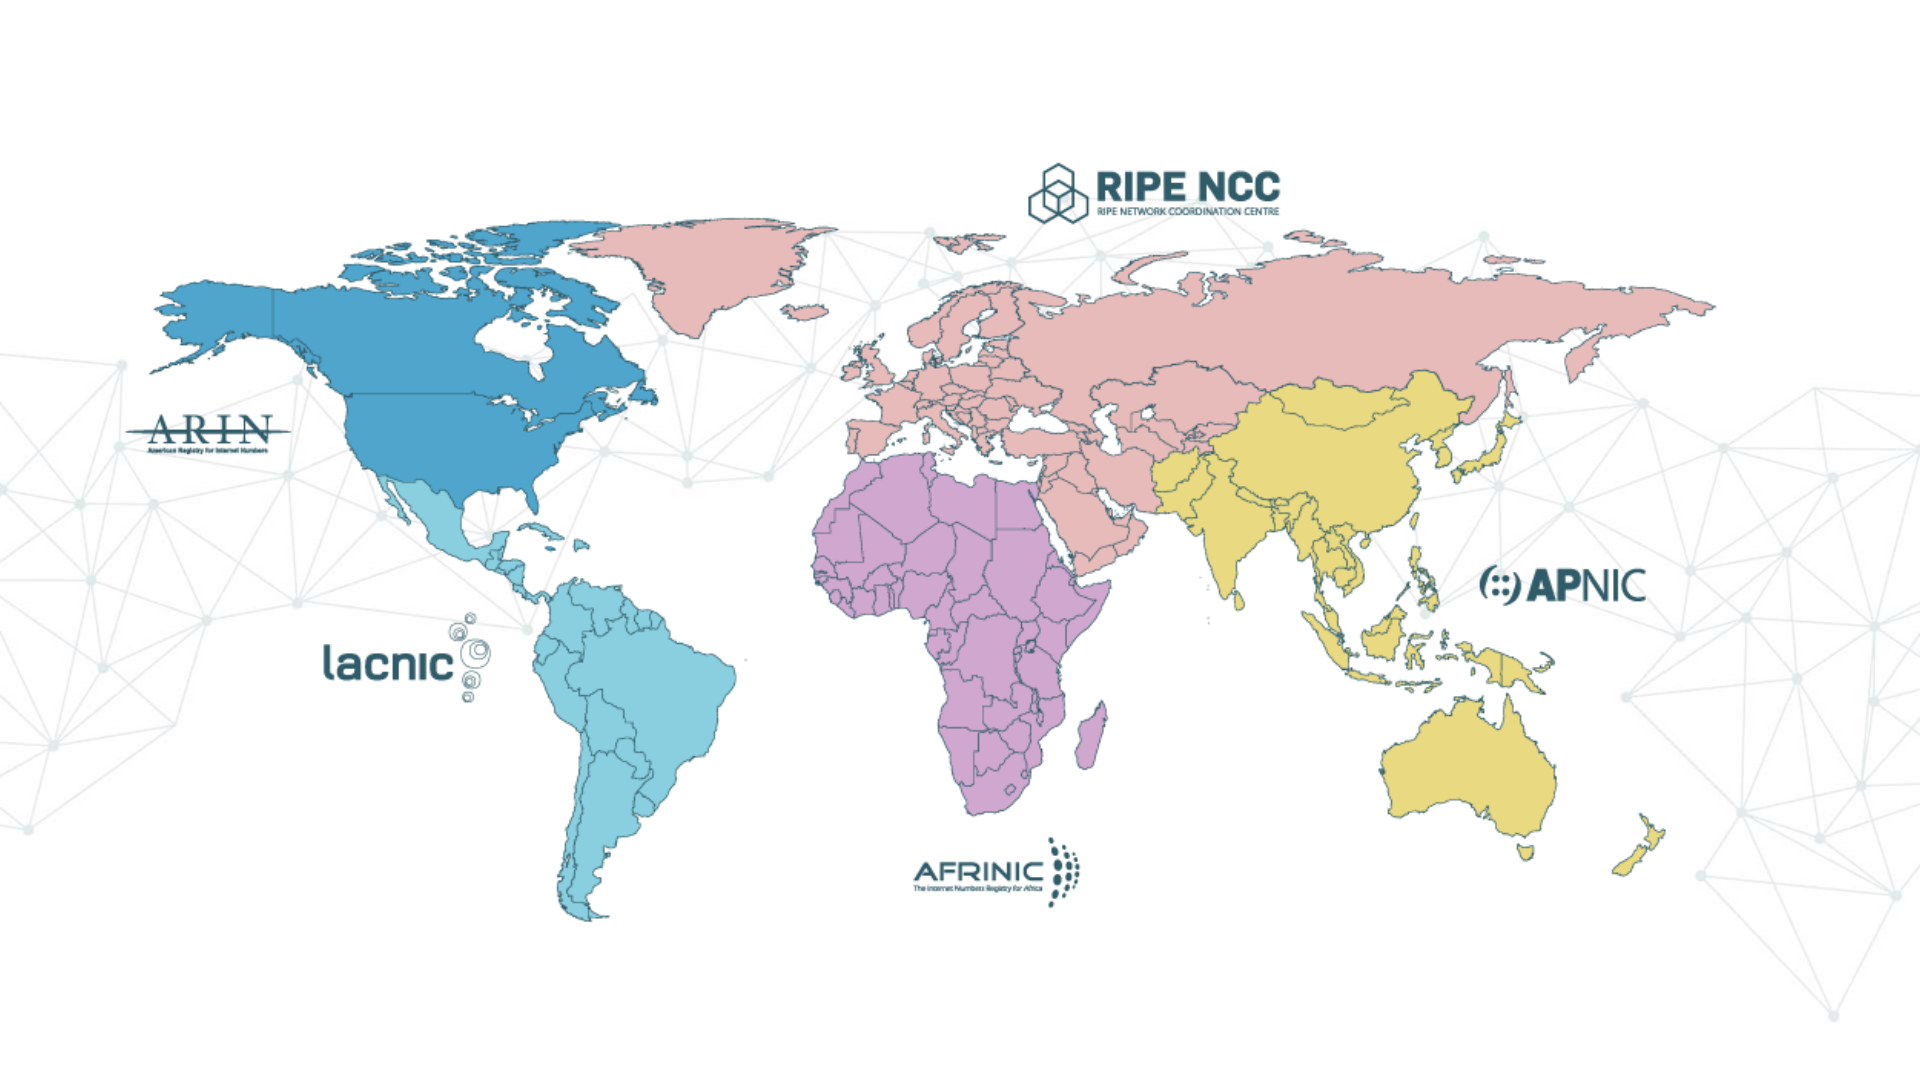 RIPE NCC
RIPE NETWORK COORDINATION CENTRE
ARIN
American Registry for Internet Numbers
APNIC
lacnic
AFRINIC
The Internet Numbers Registry for Africa